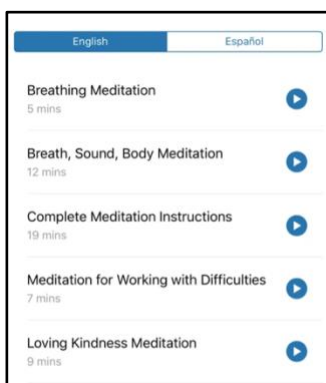 English Español
Breathing Meditation
5 mins
Breath, Sound, Body Meditation
12 mins
Complete Meditation Instructions
19 mins
Meditation for Working with Difficulties
7 mins
Loving Kindness Meditation
9 mins